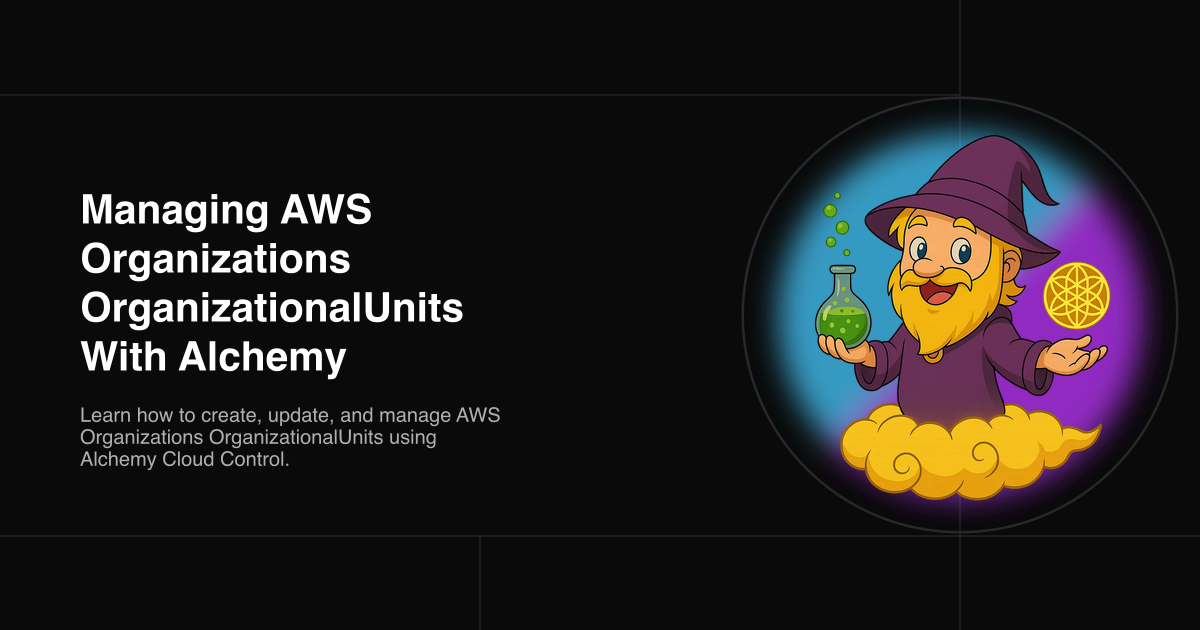 Managing AWS
Organizations
OrganizationalUnits
With Alchemy
Learn how to create, update, and manage AWS
Organizations OrganizationalUnits using
Alchemy Cloud Control.